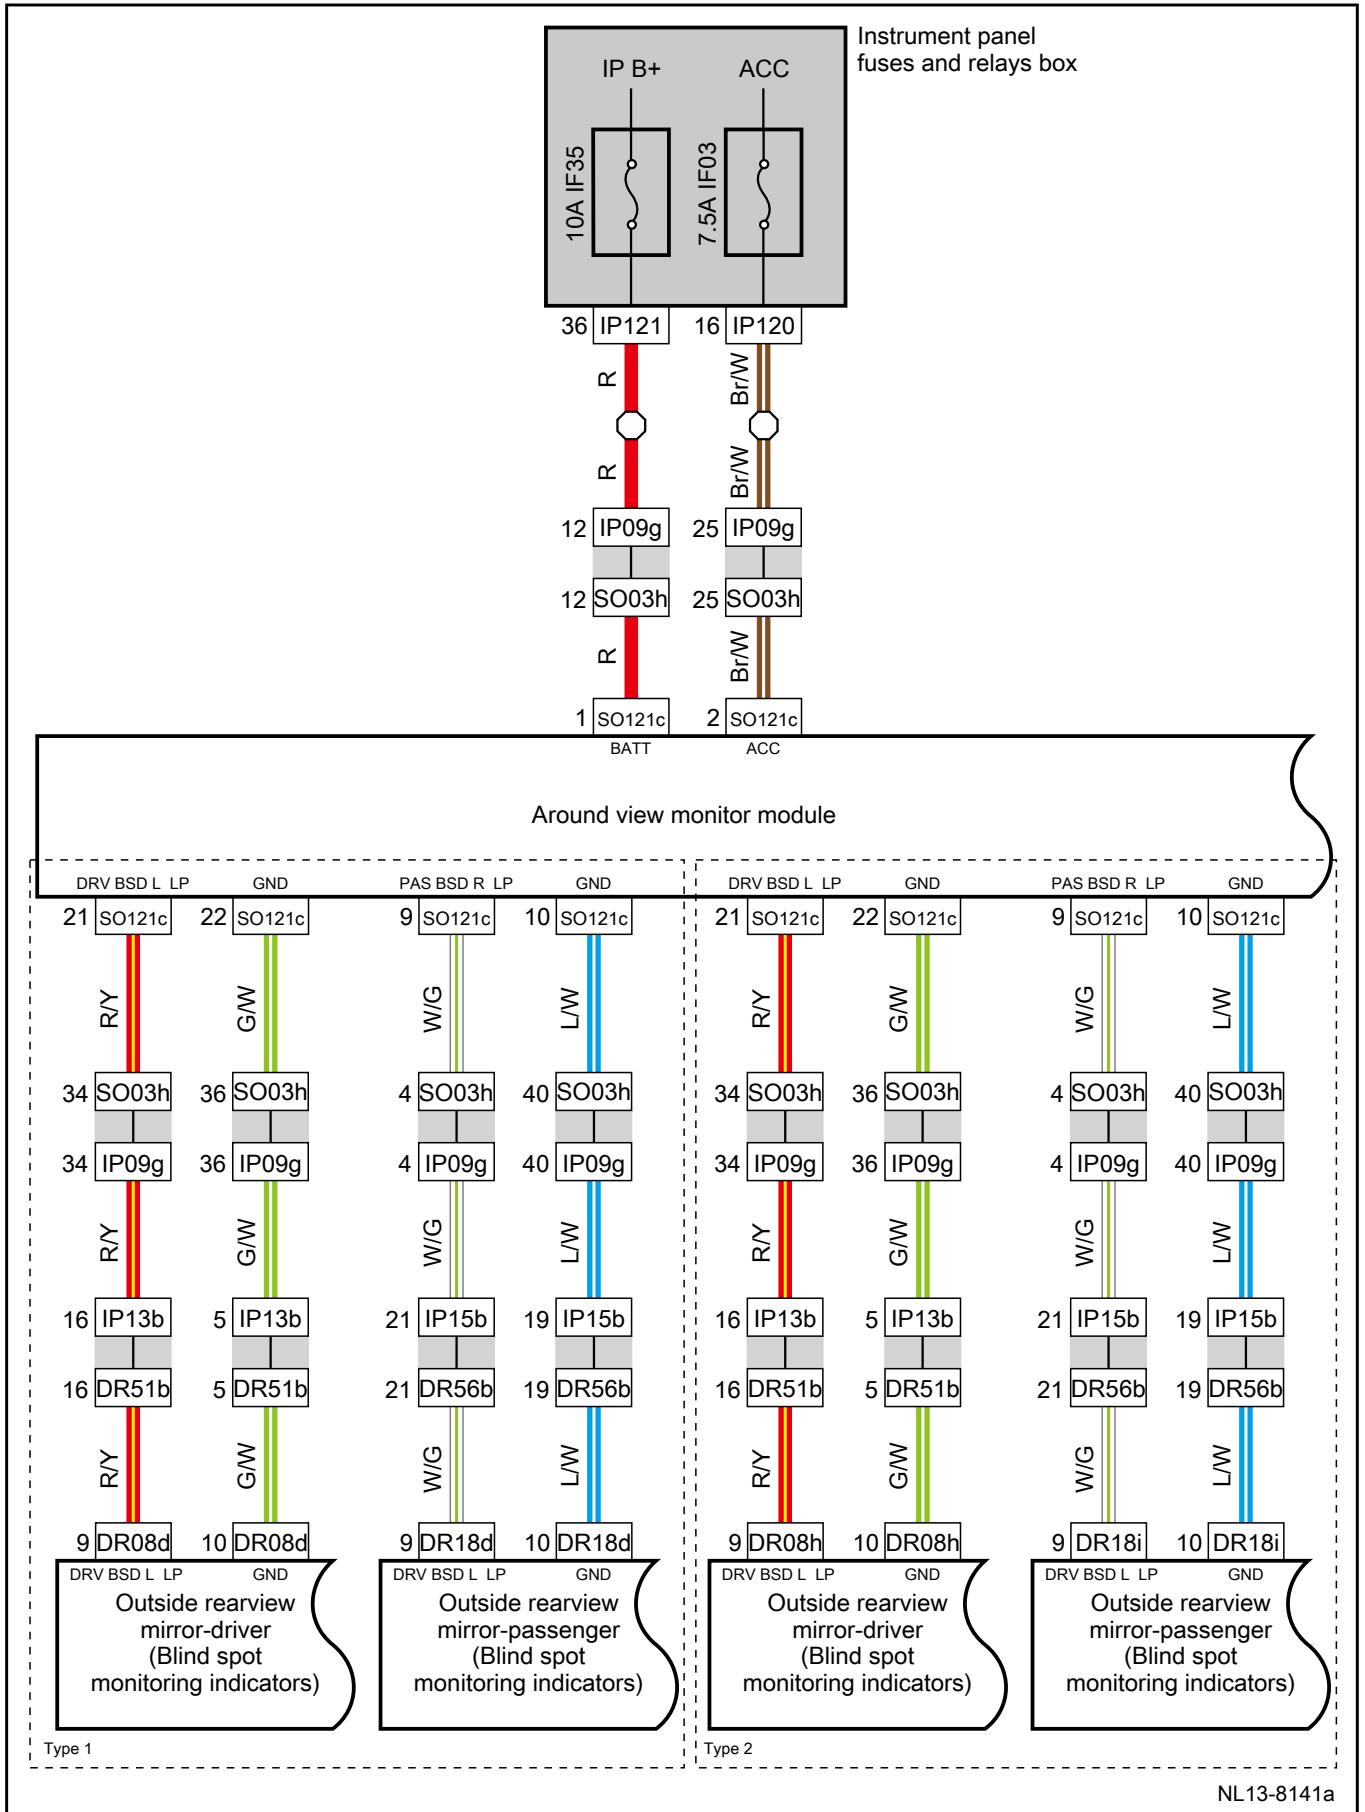 Instrument panel
fuses and relays box
IP B+ ACC
10A IF35 7.5A IF03
36 IP121 16 IP120
R Br/W
R Br/W
12 IP09g 25 IP09g
12 SO03h 25 SO03h
R Br/W
1 SO121c 2 SO121c
BATT ACC
Around view monitor module
DRV BSD L LP GND PAS BSD R LP GND DRV BSD L LP GND PAS BSD R LP GND
21 SO121c 22 SO121c 9 SO121c 10 SO121c 21 SO121c 22 SO121c 9 SO121c 10 SO121c
R/Y G/W W/G L/W R/Y G/W W/G L/W
34 SO03h 36 SO03h 4 SO03h 40 SO03h 34 SO03h 36 SO03h 4 SO03h 40 SO03h
34 IP09g 36 IP09g 4 IP09g 40 IP09g 34 IP09g 36 IP09g 4 IP09g 40 IP09g
R/Y G/W W/G L/W R/Y G/W W/G L/W
16 IP13b 5 IP13b 21 IP15b 19 IP15b 16 IP13b 5 IP13b 21 IP15b 19 IP15b
16 DR51b 5 DR51b 21 DR56b 19 DR56b 16 DR51b 5 DR51b 21 DR56b 19 DR56b
R/Y G/W W/G L/W R/Y G/W W/G L/W
9 DR08d 10 DR08d 9 DR18d 10 DR18d 9 DR08h 10 DR08h 9 DR18i 10 DR18i
DRV BSD L LP GND DRV BSD L LP GND DRV BSD L LP GND DRV BSD L LP GND
Outside rearview
mirror-driver
(Blind spot
monitoring indicators)
Outside rearview
mirror-passenger
(Blind spot
monitoring indicators)
Outside rearview
mirror-driver
(Blind spot
monitoring indicators)
Outside rearview
mirror-passenger
(Blind spot
monitoring indicators)
Type 1 Type 2
NL13-8141a